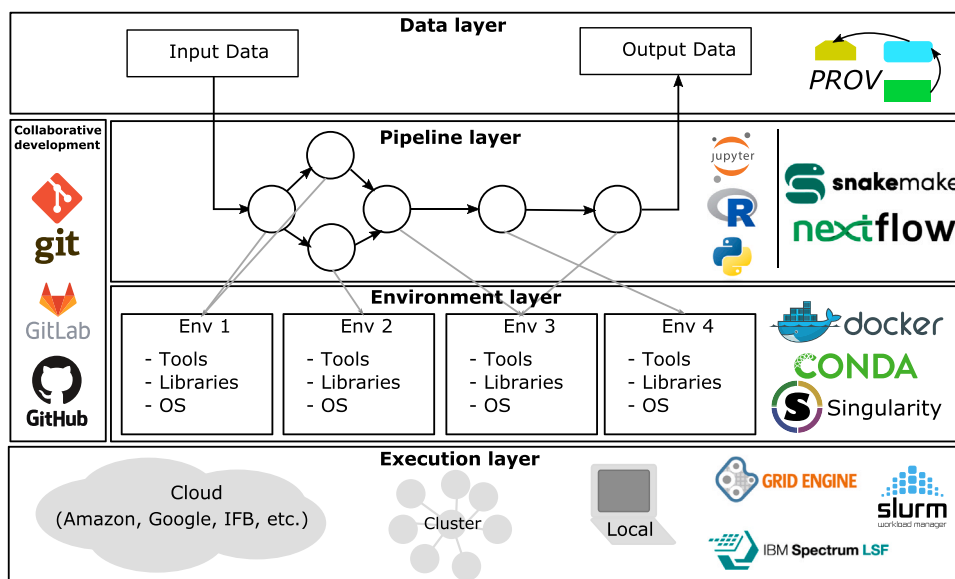 Data layer
Input Data
Output Data
PROV
Collaborative
development
git
GitLab
GitHub
Pipeline layer
jupyter
R
snakemake
nextflow
Environment layer
Env 1
- Tools
- Libraries
- OS
Env 2
- Tools
- Libraries
- OS
Env 3
- Tools
- Libraries
- OS
Env 4
- Tools
- Libraries
- OS
docker
CONDA
S
Singularity
Execution layer
Cloud
(Amazon, Google, IFB, etc.)
Cluster
Local
GRID ENGINE
slurm
workload manager
IBM Spectrum LSF